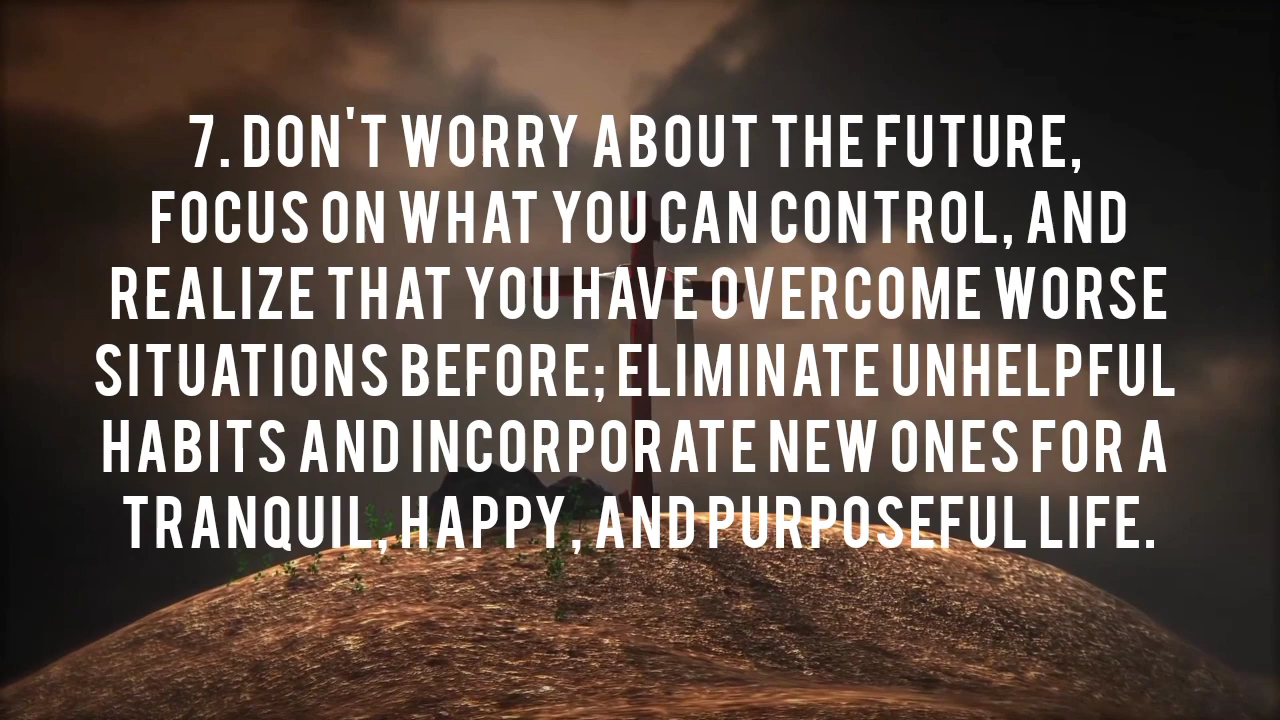 7. DON'T WORRY ABOUT THE FUTURE,
FOCUS ON WHAT YOU CAN CONTROL, AND
REALIZE THAT YOU HAVE OVERCOME WORSE
SITUATIONS BEFORE; ELIMINATE UNHELPFUL
HABITS AND INCORPORATE NEW ONES FOR A
TRANQUIL, HAPPY, AND PURPOSEFUL LIFE.